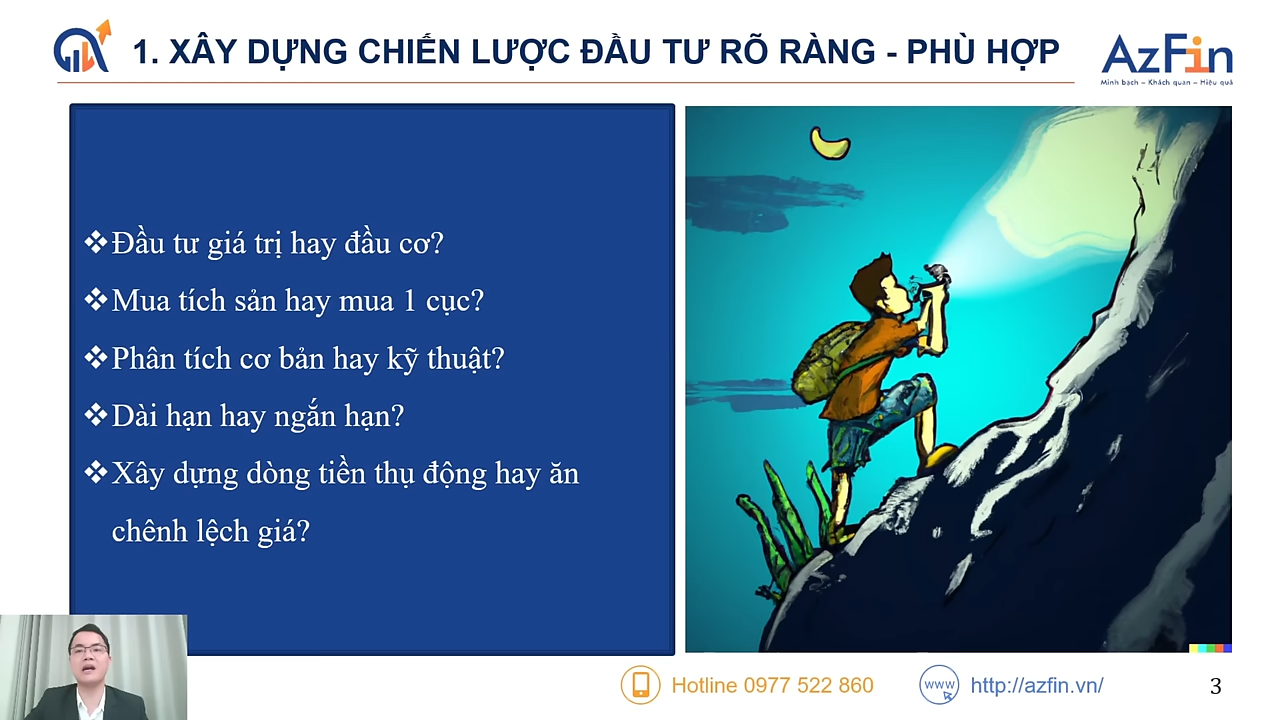 1. XÂY DỰNG CHIẾN LƯỢC ĐẦU TƯ RÕ RÀNG - PHÙ HỢP
AzFin
Minh bạch – Khách quan – Hiệu quả
❖Đầu tư giá trị hay đầu cơ?
❖Mua tích sản hay mua 1 cục?
❖Phân tích cơ bản hay kỹ thuật?
❖Dài hạn hay ngắn hạn?
❖Xây dựng dòng tiền thụ động hay ăn
chênh lệch giá?
Hotline 0977 522 860
www
http://azfin.vn/
3